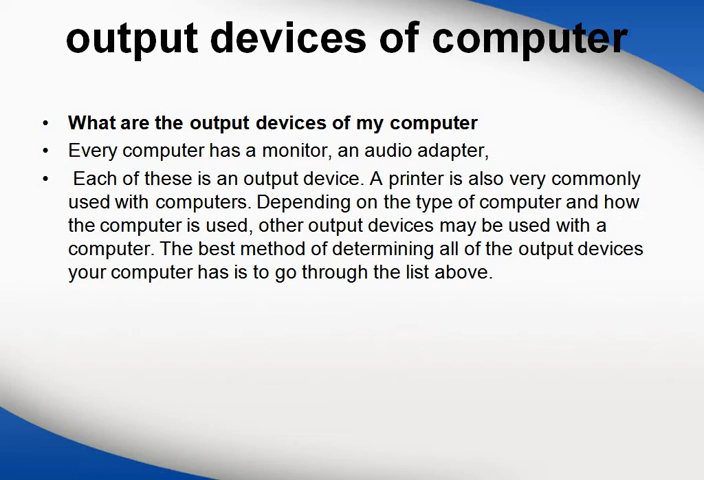 output devices of computer
• What are the output devices of my computer
• Every computer has a monitor, an audio adapter,
• Each of these is an output device. A printer is also very commonly
used with computers. Depending on the type of computer and how
the computer is used, other output devices may be used with a
computer. The best method of determining all of the output devices
your computer has is to go through the list above.